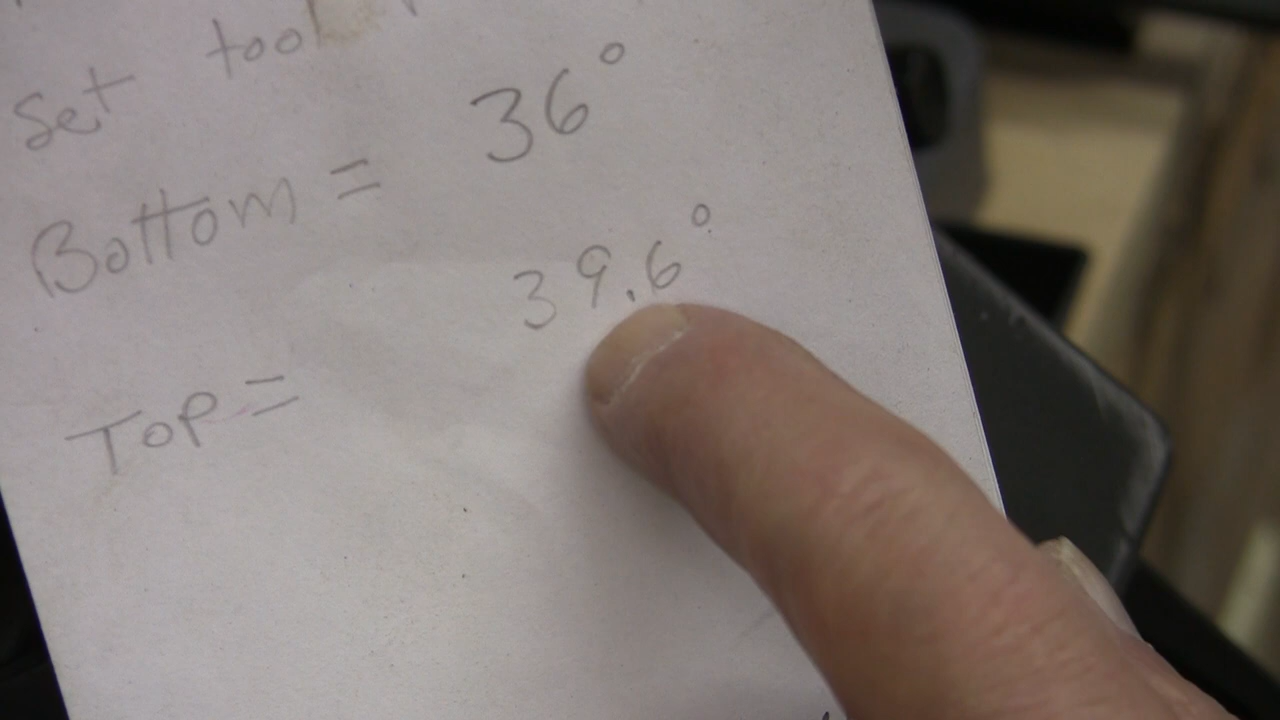 Set tool
Bottom = 36°
39.6°
Top =